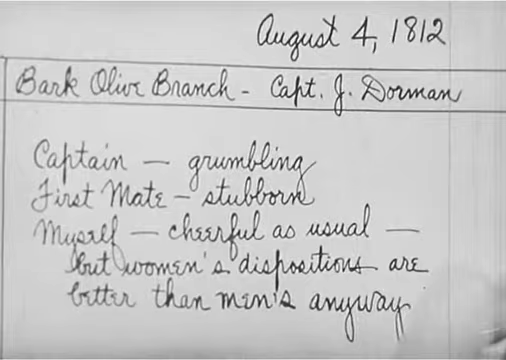 August 4, 1812
Bark Olive Branch - Capt. J. Dorman
Captain — grumbling
First Mate — stubborn
Myself — cheerful as usual —
but women's dispositions are
better than men's anyway